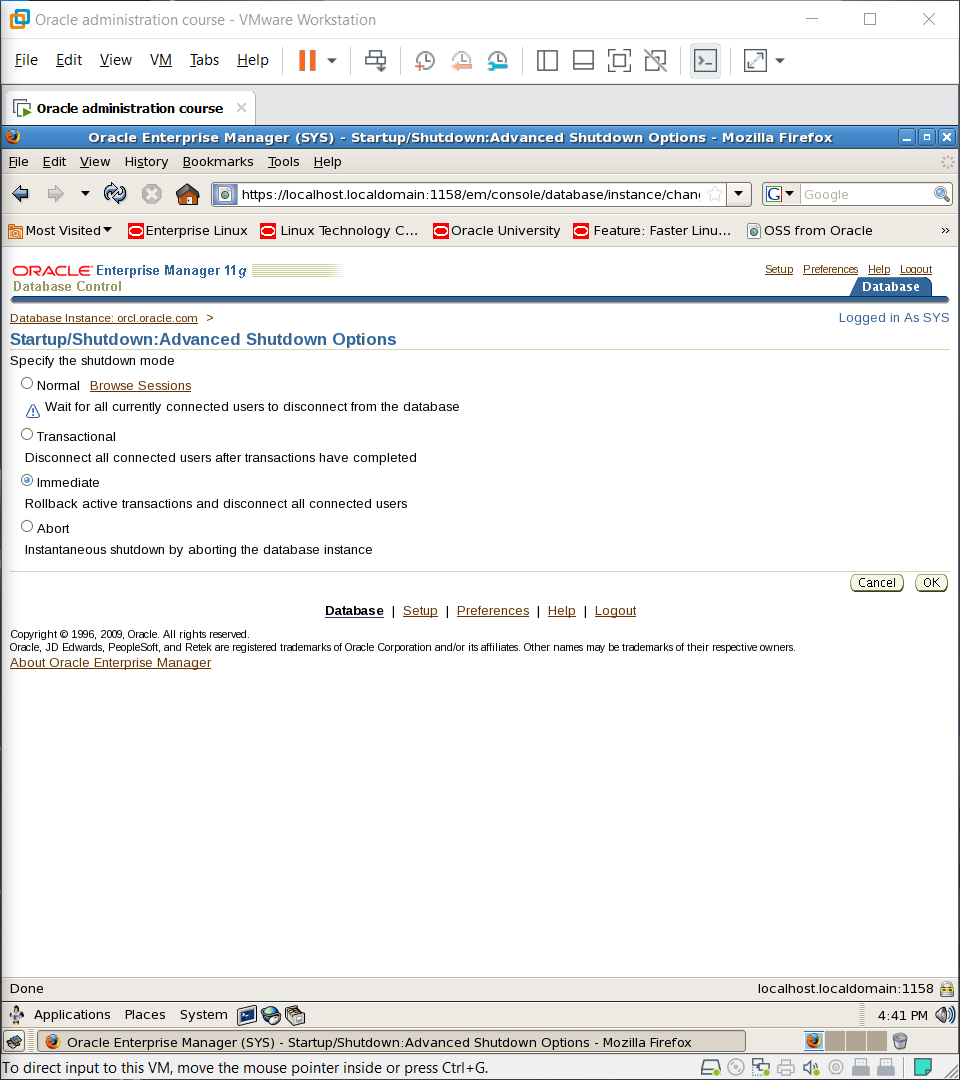 Oracle administration course - VMware Workstation
File Edit View VM Tabs Help
Oracle administration course
Oracle Enterprise Manager (SYS) - Startup/Shutdown:Advanced Shutdown Options - Mozilla Firefox
File Edit View History Bookmarks Tools Help
https://localhost.localdomain:1158/em/console/database/instance/chan G Google
Most Visited Enterprise Linux Linux Technology C... Oracle University Feature: Faster Linu... OSS from Oracle »
ORACLE Enterprise Manager 11g Setup Preferences Help Logout
Database Control Database
Database Instance: orcl.oracle.com > Logged in As SYS
Startup/Shutdown:Advanced Shutdown Options
Specify the shutdown mode
Normal Browse Sessions
Wait for all currently connected users to disconnect from the database
Transactional
Disconnect all connected users after transactions have completed
Immediate
Rollback active transactions and disconnect all connected users
Abort
Instantaneous shutdown by aborting the database instance
Cancel OK
Database | Setup | Preferences | Help | Logout
Copyright © 1996, 2009, Oracle. All rights reserved.
Oracle, JD Edwards, PeopleSoft, and Retek are registered trademarks of Oracle Corporation and/or its affiliates. Other names may be trademarks of their respective owners.
About Oracle Enterprise Manager
Done localhost.localdomain:1158
Applications Places System 4:41 PM
Oracle Enterprise Manager (SYS) - Startup/Shutdown:Advanced Shutdown Options - Mozilla Firefox
To direct input to this VM, move the mouse pointer inside or press Ctrl+G.